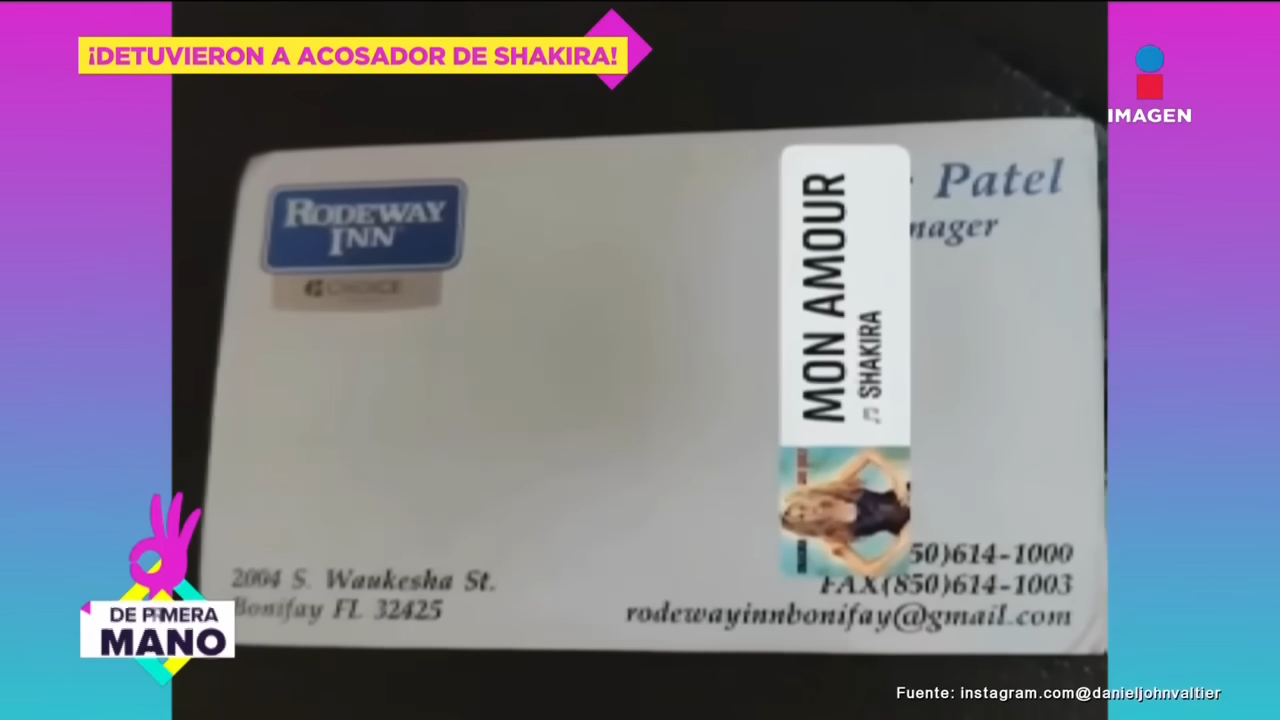 ¡DETUVIERON A ACOSADOR DE SHAKIRA!
IMAGEN
RODEWAY
INN
CHOICE
Patel
nager
MON AMOUR
SHAKIRA
50)614-1000
FAX(850)614-1003
rodewayinnbonifay@gmail.com
2004 S. Waukesha St.
Bonifay FL 32425
DE PRIMERA
MANO
Fuente: instagram.com@danieljohnvaltier